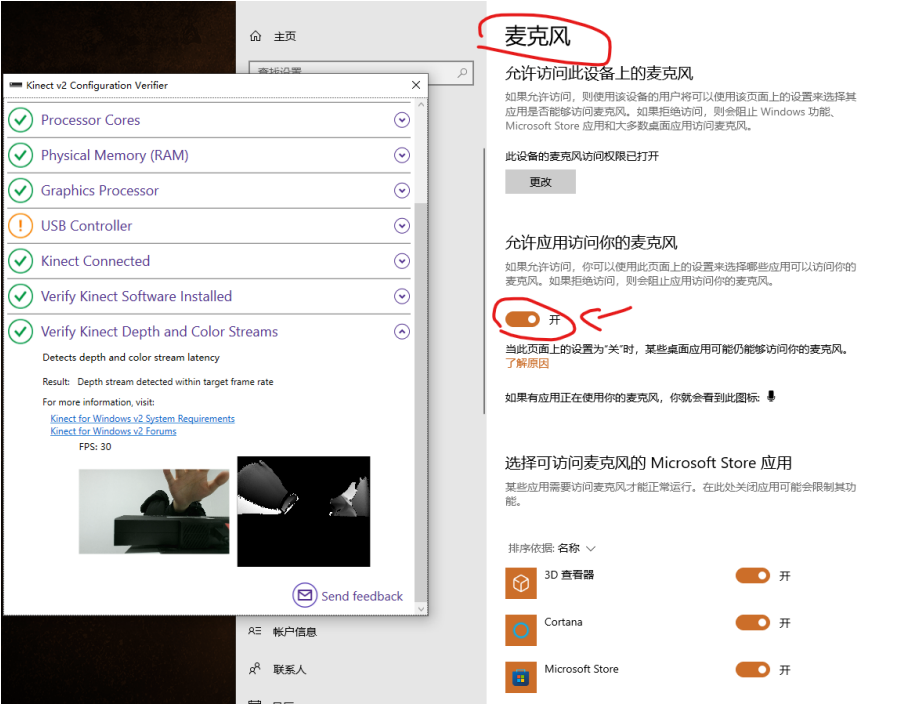 主页
查找设置
Kinect v2 Configuration Verifier
Processor Cores
Physical Memory (RAM)
Graphics Processor
USB Controller
Kinect Connected
Verify Kinect Software Installed
Verify Kinect Depth and Color Streams
Detects depth and color stream latency
Result: Depth stream detected within target frame rate
For more information, visit:
Kinect for Windows v2 System Requirements
Kinect for Windows v2 Forums
FPS: 30
Send feedback
帐户信息
联系人
麦克风
允许访问此设备上的麦克风
如果允许访问，则使用该设备的用户将可以使用该页面上的设置来选择其
应用是否能够访问麦克风。如果拒绝访问，则会阻止 Windows 功能、
Microsoft Store 应用和大多数桌面应用访问麦克风。
此设备的麦克风访问权限已打开
更改
允许应用访问你的麦克风
如果允许访问，你可以使用此页面上的设置来选择哪些应用可以访问你的
麦克风。如果拒绝访问，则会阻止应用访问你的麦克风。
开
当此页面上的设置为"关"时，某些桌面应用可能仍能够访问你的麦克风。
了解原因
如果有应用正在使用你的麦克风，你就会看到此图标:
选择可访问麦克风的 Microsoft Store 应用
某些应用需要访问麦克风才能正常运行。在此处关闭应用可能会限制其功
能。
排序依据: 名称
3D 查看器 开
Cortana 开
Microsoft Store 开